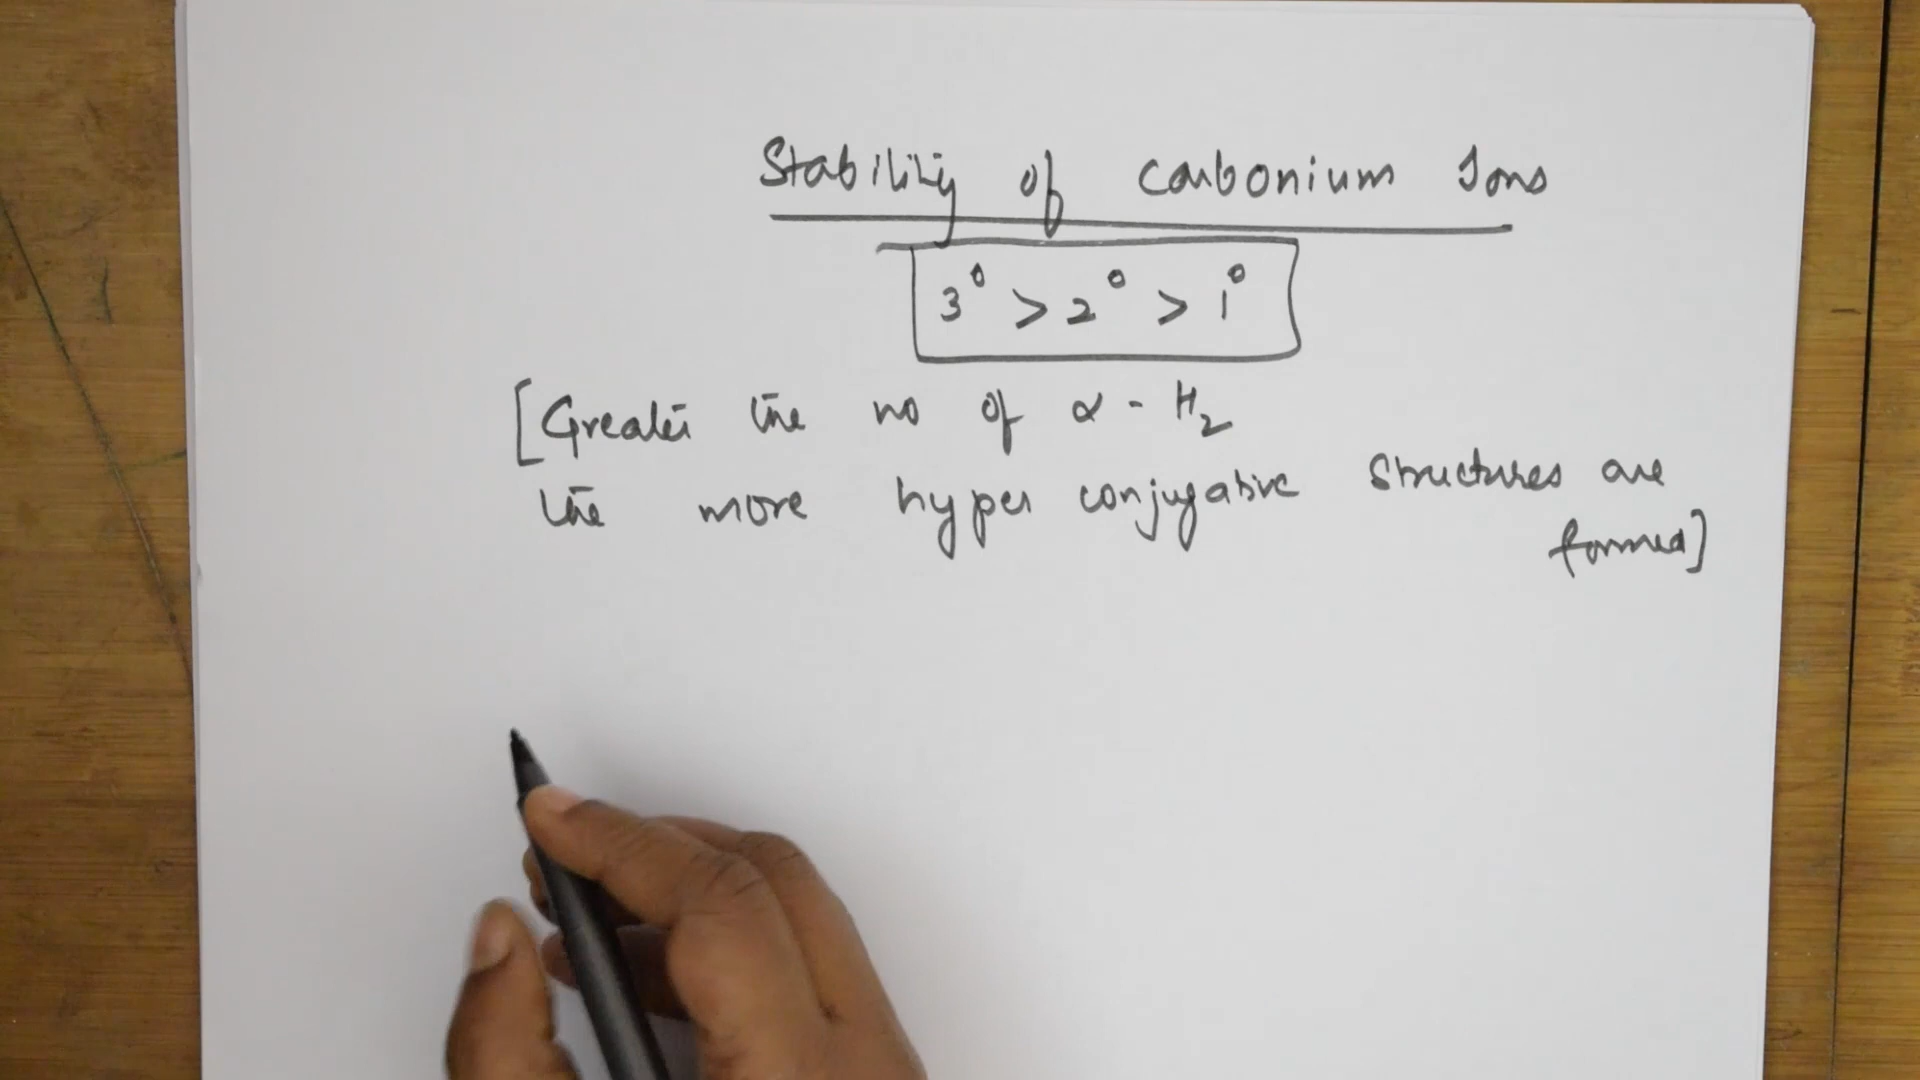 Stability of carbonium Ions
3° > 2° > 1°
[Greater the no of α - H₂
the more hyper conjugative structures are
formed]